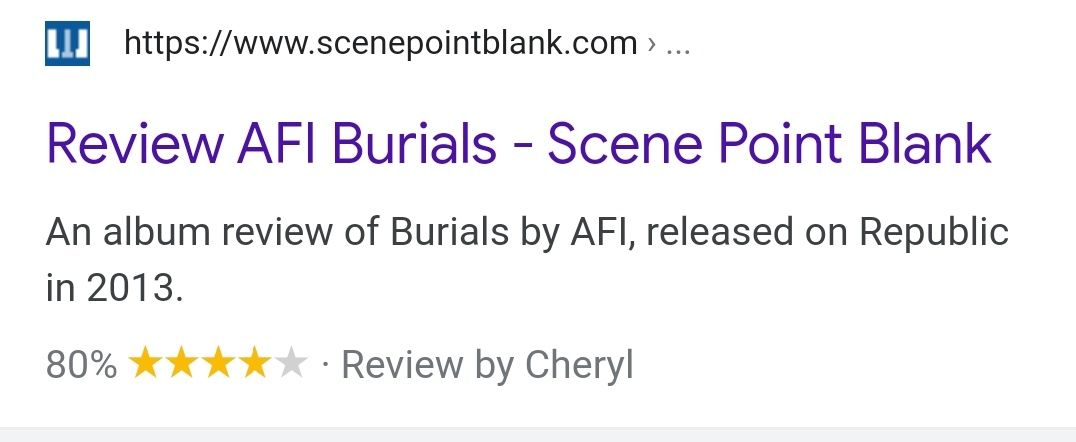 https://www.scenepointblank.com › ...
Review AFI Burials - Scene Point Blank
An album review of Burials by AFI, released on Republic
in 2013.
80% ★★★★★ · Review by Cheryl